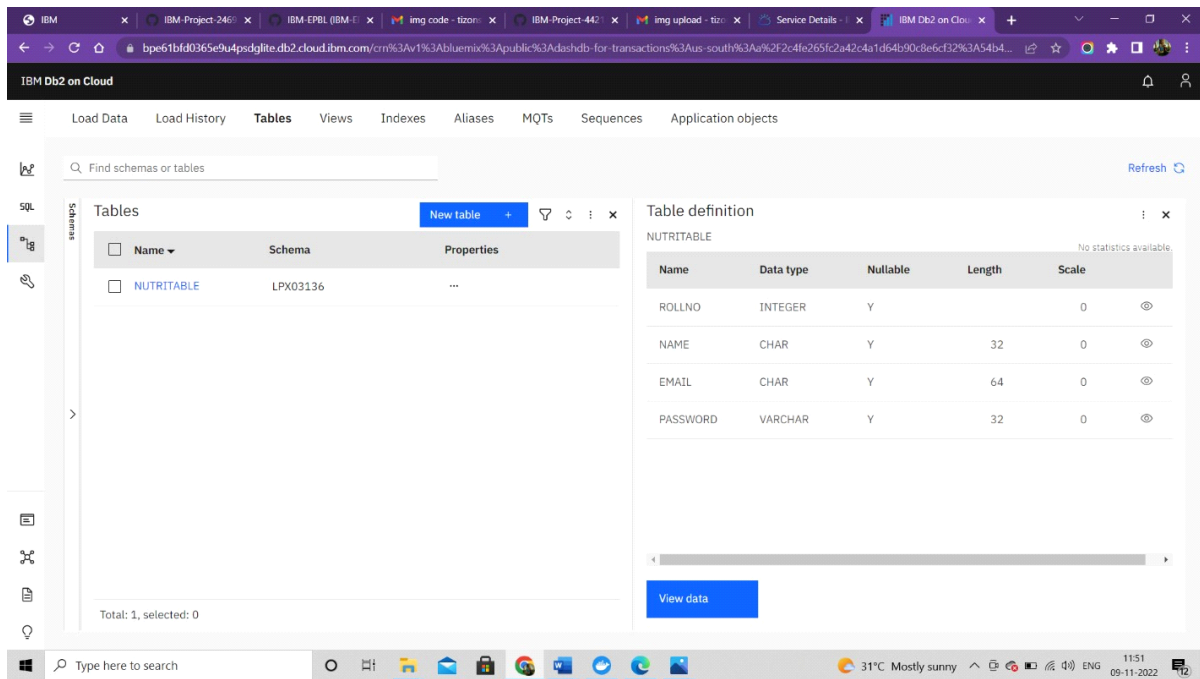 IBM
IBM-Project-2469
IBM-EPBL (IBM-E
img code - tizons
IBM-Project-4421
img upload - tizo
Service Details - I
IBM Db2 on Clou
bpe61bfd0365e9u4psdglite.db2.cloud.ibm.com/crn%3Av1%3Abluemix%3Apublic%3Adashdb-for-transactions%3Aus-south%3Aa%2F2c4fe265fc2a42c4a1d64b90c8e6cf32%3A54b4...
IBM Db2 on Cloud
Load Data Load History Tables Views Indexes Aliases MQTs Sequences Application objects
Find schemas or tables
Refresh
SQL
Schemas
Tables
New table +
Name Schema Properties
NUTRITABLE LPX03136 ...
Total: 1, selected: 0
Table definition
NUTRITABLE
No statistics available.
Name Data type Nullable Length Scale
ROLLNO INTEGER Y 0
NAME CHAR Y 32 0
EMAIL CHAR Y 64 0
PASSWORD VARCHAR Y 32 0
View data
Type here to search
31°C Mostly sunny
ENG
11:51
09-11-2022
12